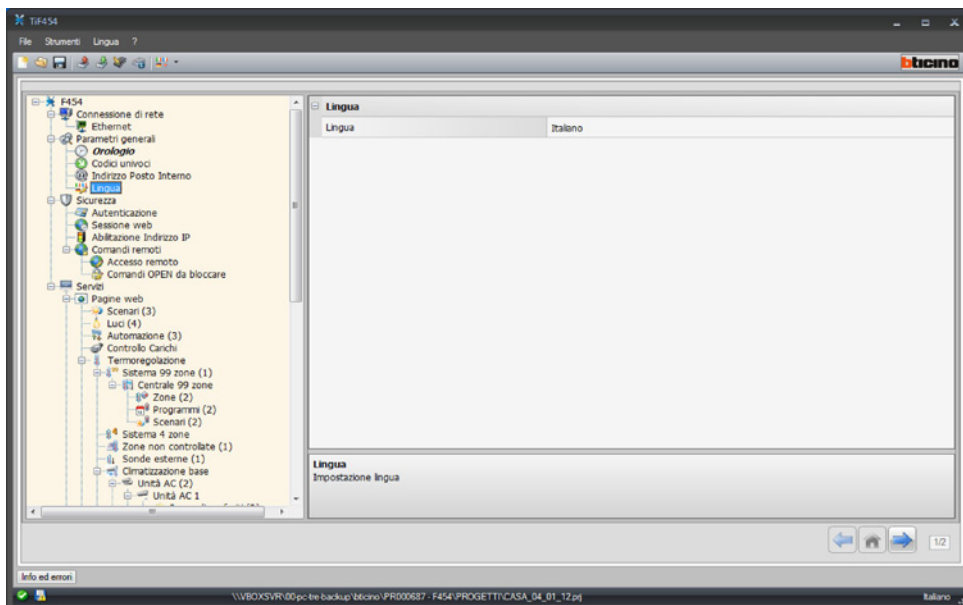 TiF454
File Strumenti Lingua ?
bticino
F454
Connessione di rete
Ethernet
Parametri generali
Orologio
Codici univoci
Indirizzo Posto Interno
Lingua
Sicurezza
Autenticazione
Sessione web
Abilitazione Indirizzo IP
Comandi remoti
Accesso remoto
Comandi OPEN da bloccare
Servizi
Pagine web
Scenari (3)
Luci (4)
Automazione (3)
Controllo Carichi
Termoregolazione
Sistema 99 zone (1)
Centrale 99 zone
Zone (2)
Programmi (2)
Scenari (2)
Sistema 4 zone
Zone non controllate (1)
Sonde esterne (1)
Climatizzazione base
Unità AC (2)
Unità AC 1
Lingua
Lingua Italiano
Lingua
Impostazione lingua
1/2
Info ed errori
\\VBOXSVR\00-pc-tre-backup\bticino\PR000687 - F454\PROGETTI\CASA_04_01_12.prj
Italiano